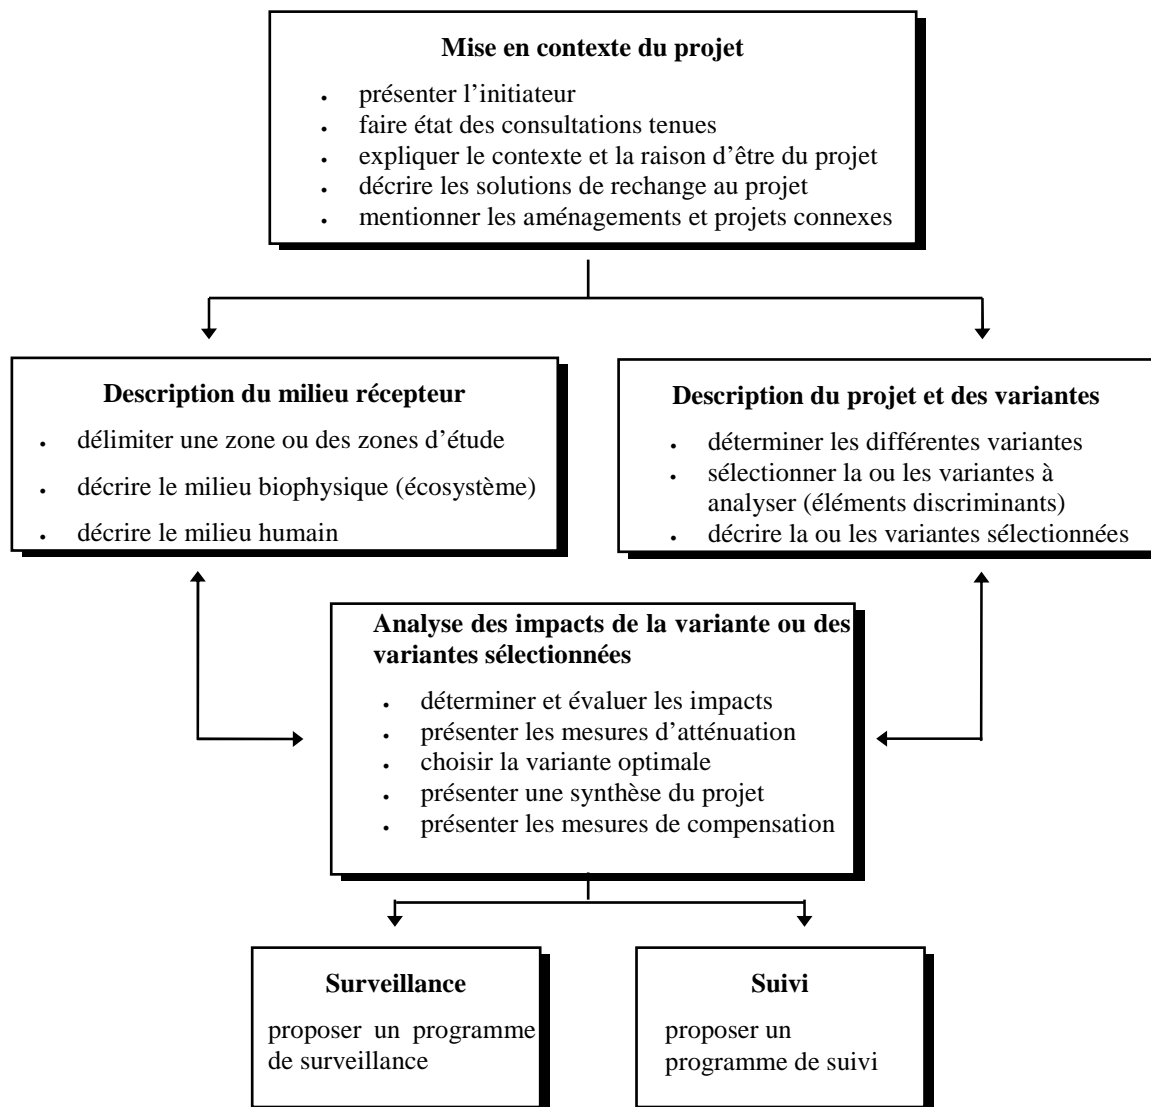 Mise en contexte du projet
• présenter l’initiateur
• faire état des consultations tenues
• expliquer le contexte et la raison d’être du projet
• décrire les solutions de rechange au projet
• mentionner les aménagements et projets connexes
Description du milieu récepteur
• délimiter une zone ou des zones d’étude
• décrire le milieu biophysique (écosystème)
• décrire le milieu humain
Description du projet et des variantes
• déterminer les différentes variantes
• sélectionner la ou les variantes à
analyser (éléments discriminants)
• décrire la ou les variantes sélectionnées
Analyse des impacts de la variante ou des
variantes sélectionnées
• déterminer et évaluer les impacts
• présenter les mesures d’atténuation
• choisir la variante optimale
• présenter une synthèse du projet
• présenter les mesures de compensation
Surveillance
proposer un programme
de surveillance
Suivi
proposer un
programme de suivi